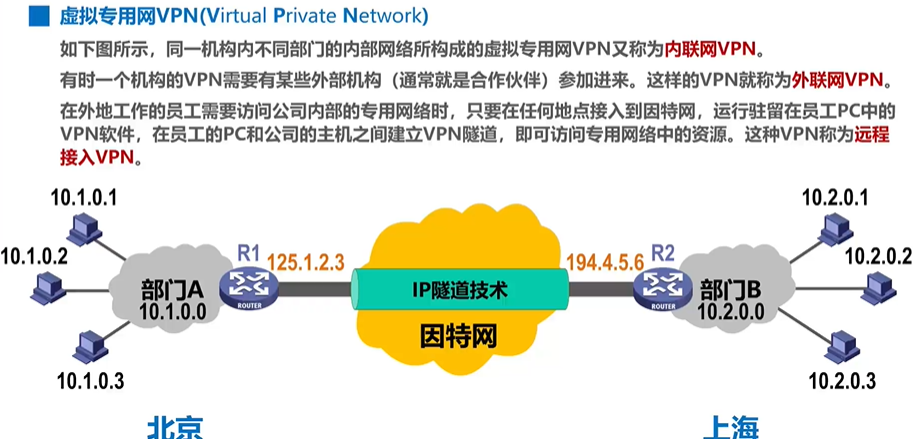 虚拟专用网VPN(Virtual Private Network)
如下图所示，同一机构内不同部门的内部网络所构成的虚拟专用网VPN又称为内联网VPN。
有时一个机构的VPN需要有某些外部机构（通常就是合作伙伴）参加进来。这样的VPN就称为外联网VPN。
在外地工作的员工需要访问公司内部的专用网络时，只要在任何地点接入到因特网，运行驻留在员工PC中的
VPN软件，在员工的PC和公司的主机之间建立VPN隧道，即可访问专用网络中的资源。这种VPN称为远程
接入VPN。
10.1.0.1
10.2.0.1
10.1.0.2
R1
125.1.2.3
194.4.5.6
R2
10.2.0.2
部门A
10.1.0.0
ROUTER
IP隧道技术
ROUTER
部门B
10.2.0.0
因特网
10.1.0.3
10.2.0.3
北京
上海